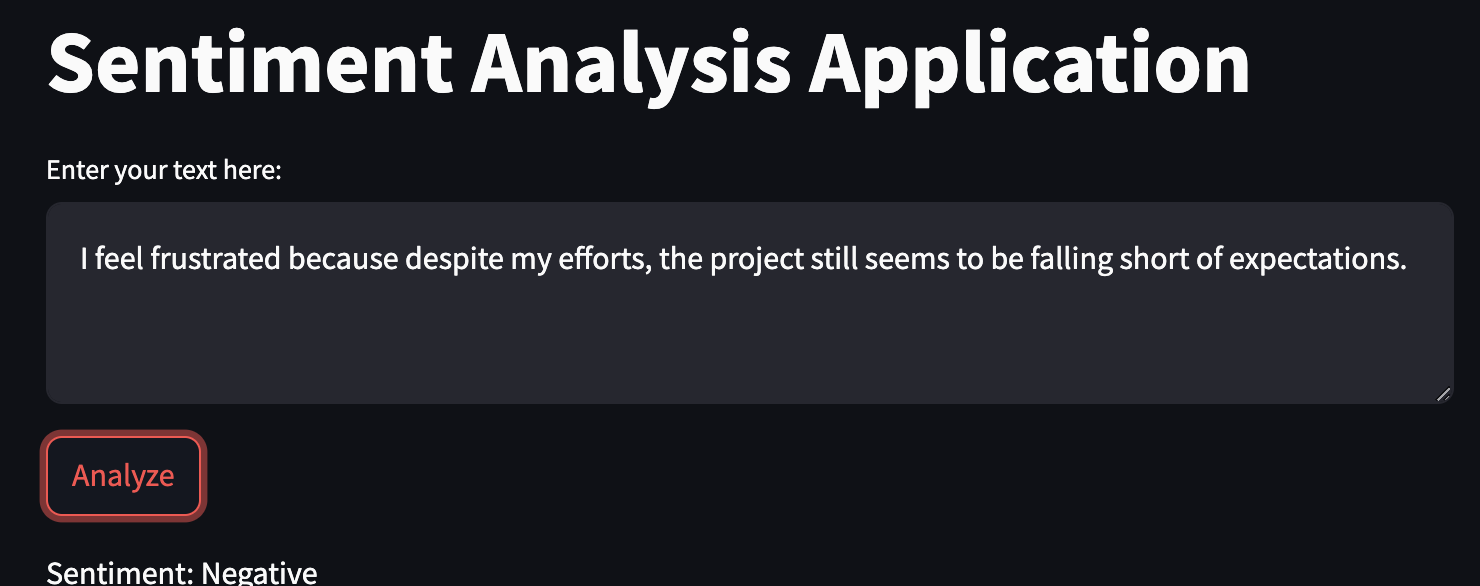 Sentiment Analysis Application
Enter your text here:
I feel frustrated because despite my efforts, the project still seems to be falling short of expectations.
Analyze
Sentiment: Negative